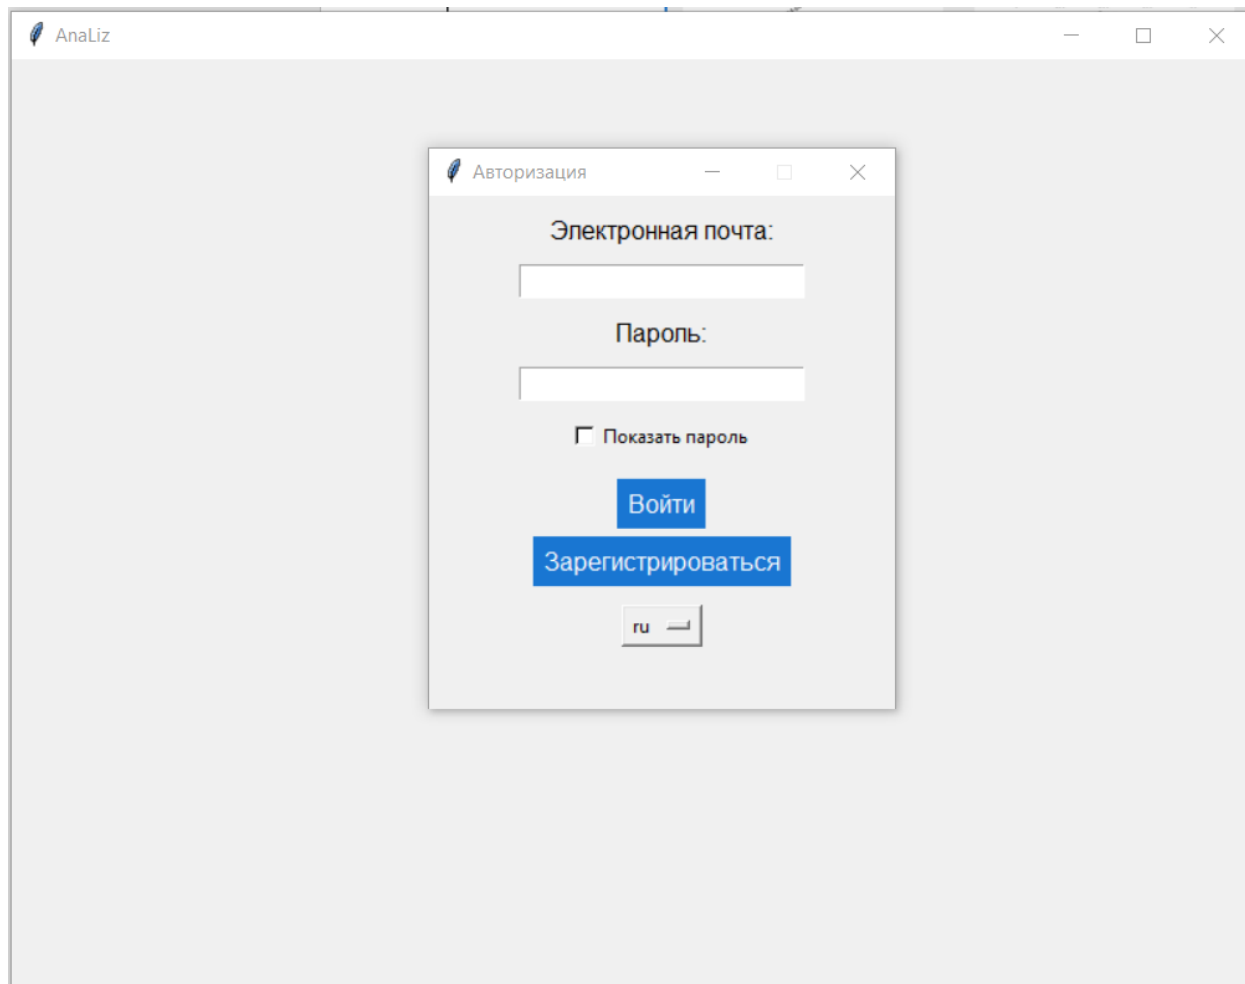 AnaLiz
Авторизация
Электронная почта:
Пароль:
Показать пароль
Войти
Зарегистрироваться
ru